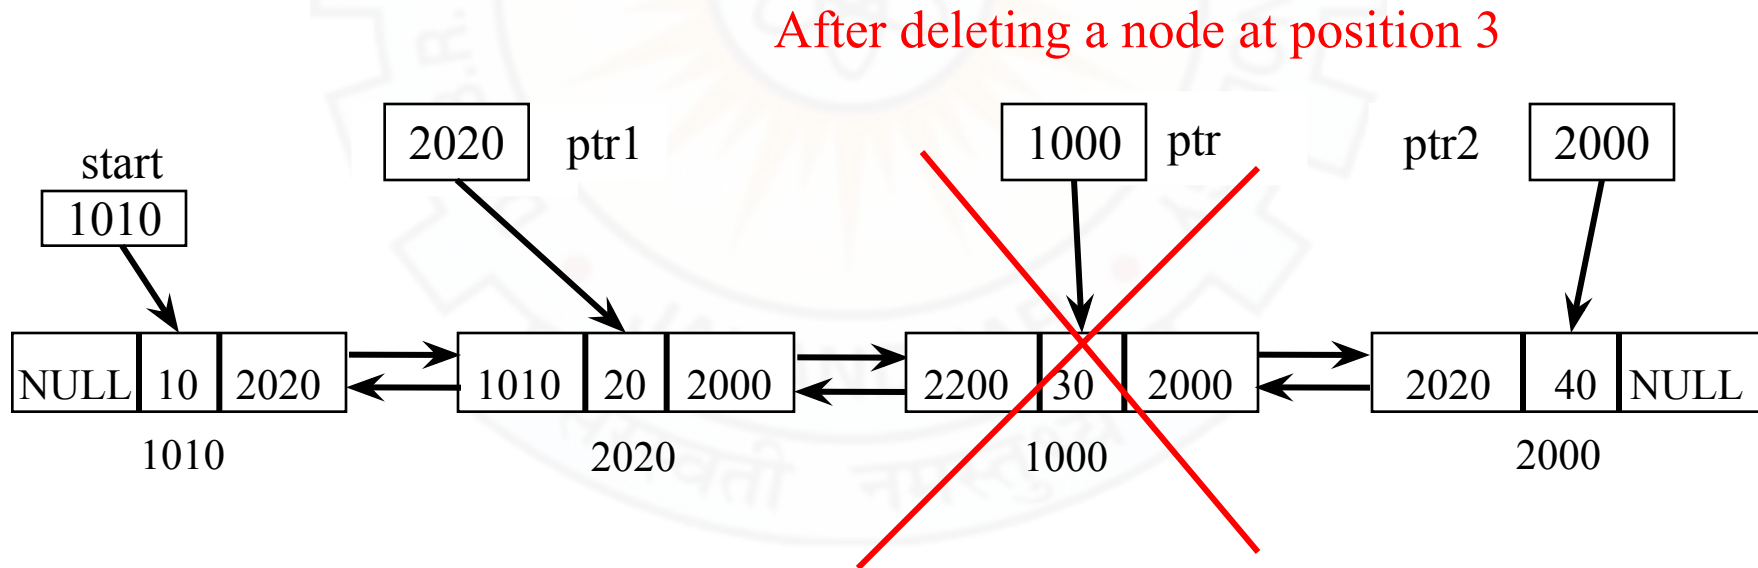 After deleting a node at position 3
2020 ptr1 1000 ptr ptr2 2000
start
1010
NULL 10 2020 1010 20 2000 2200 30 2000 2020 40 NULL
1010 2020 1000 2000